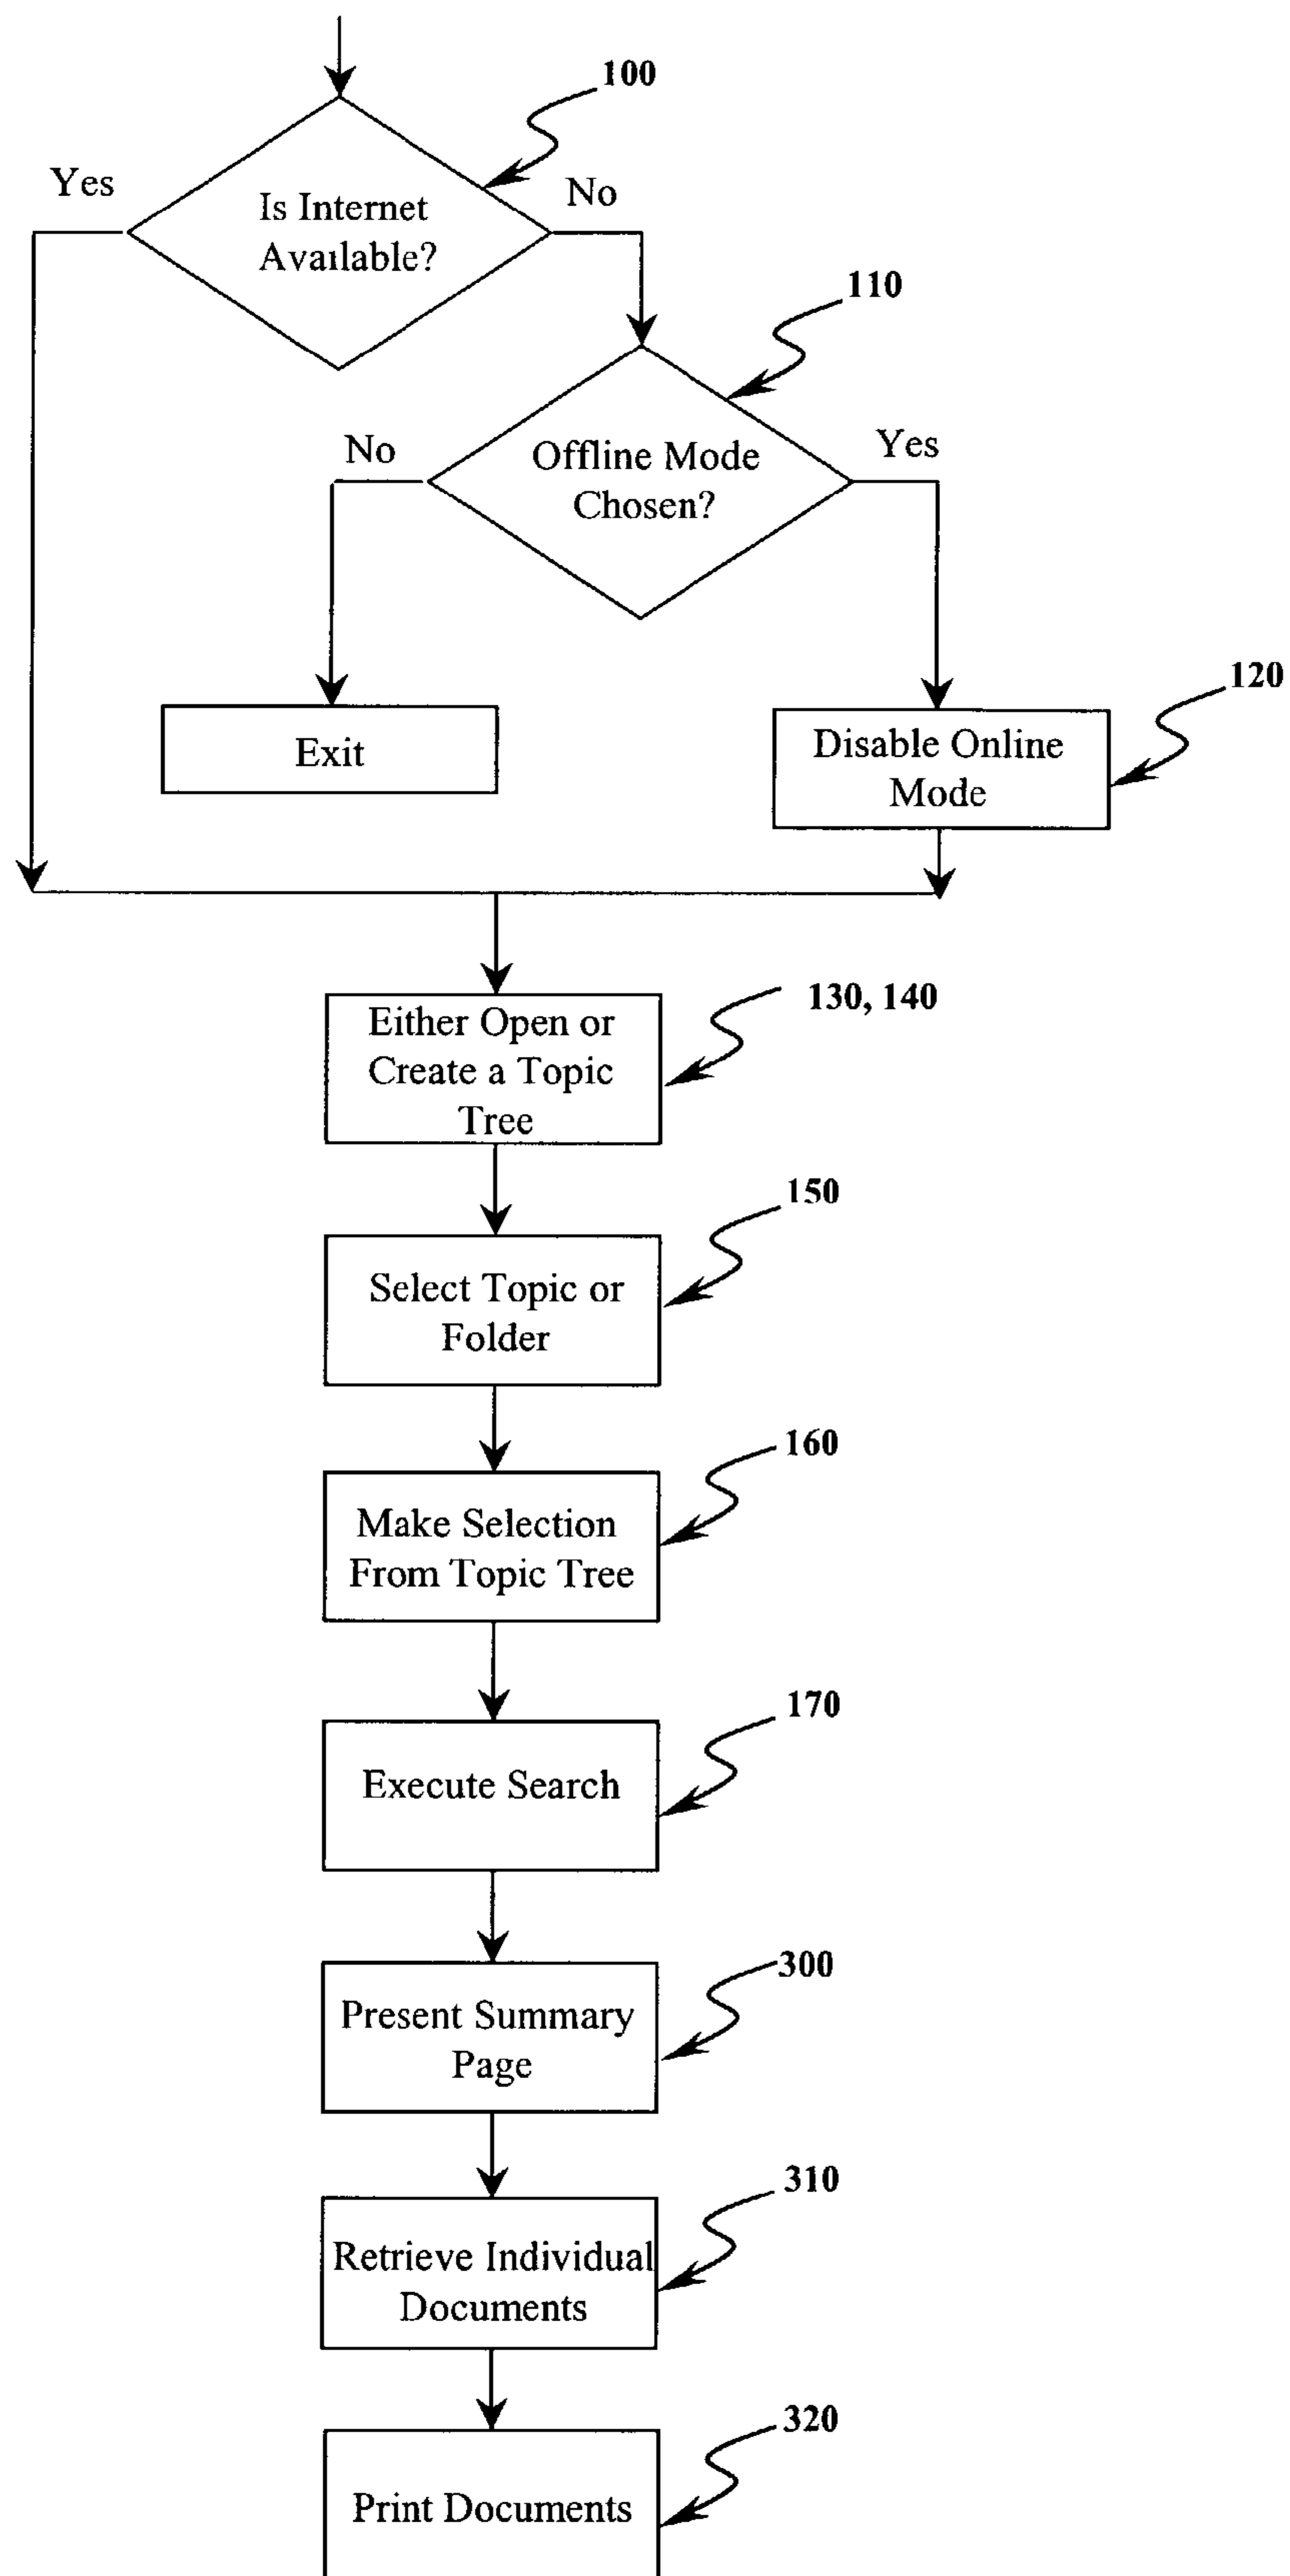 100
Yes
No
Is Internet
Available?
110
No
Yes
Offline Mode
Chosen?
120
Exit
Disable Online
Mode
130, 140
Either Open or
Create a Topic
Tree
150
Select Topic or
Folder
160
Make Selection
From Topic Tree
170
Execute Search
300
Present Summary
Page
310
Retrieve Individual
Documents
320
Print Documents